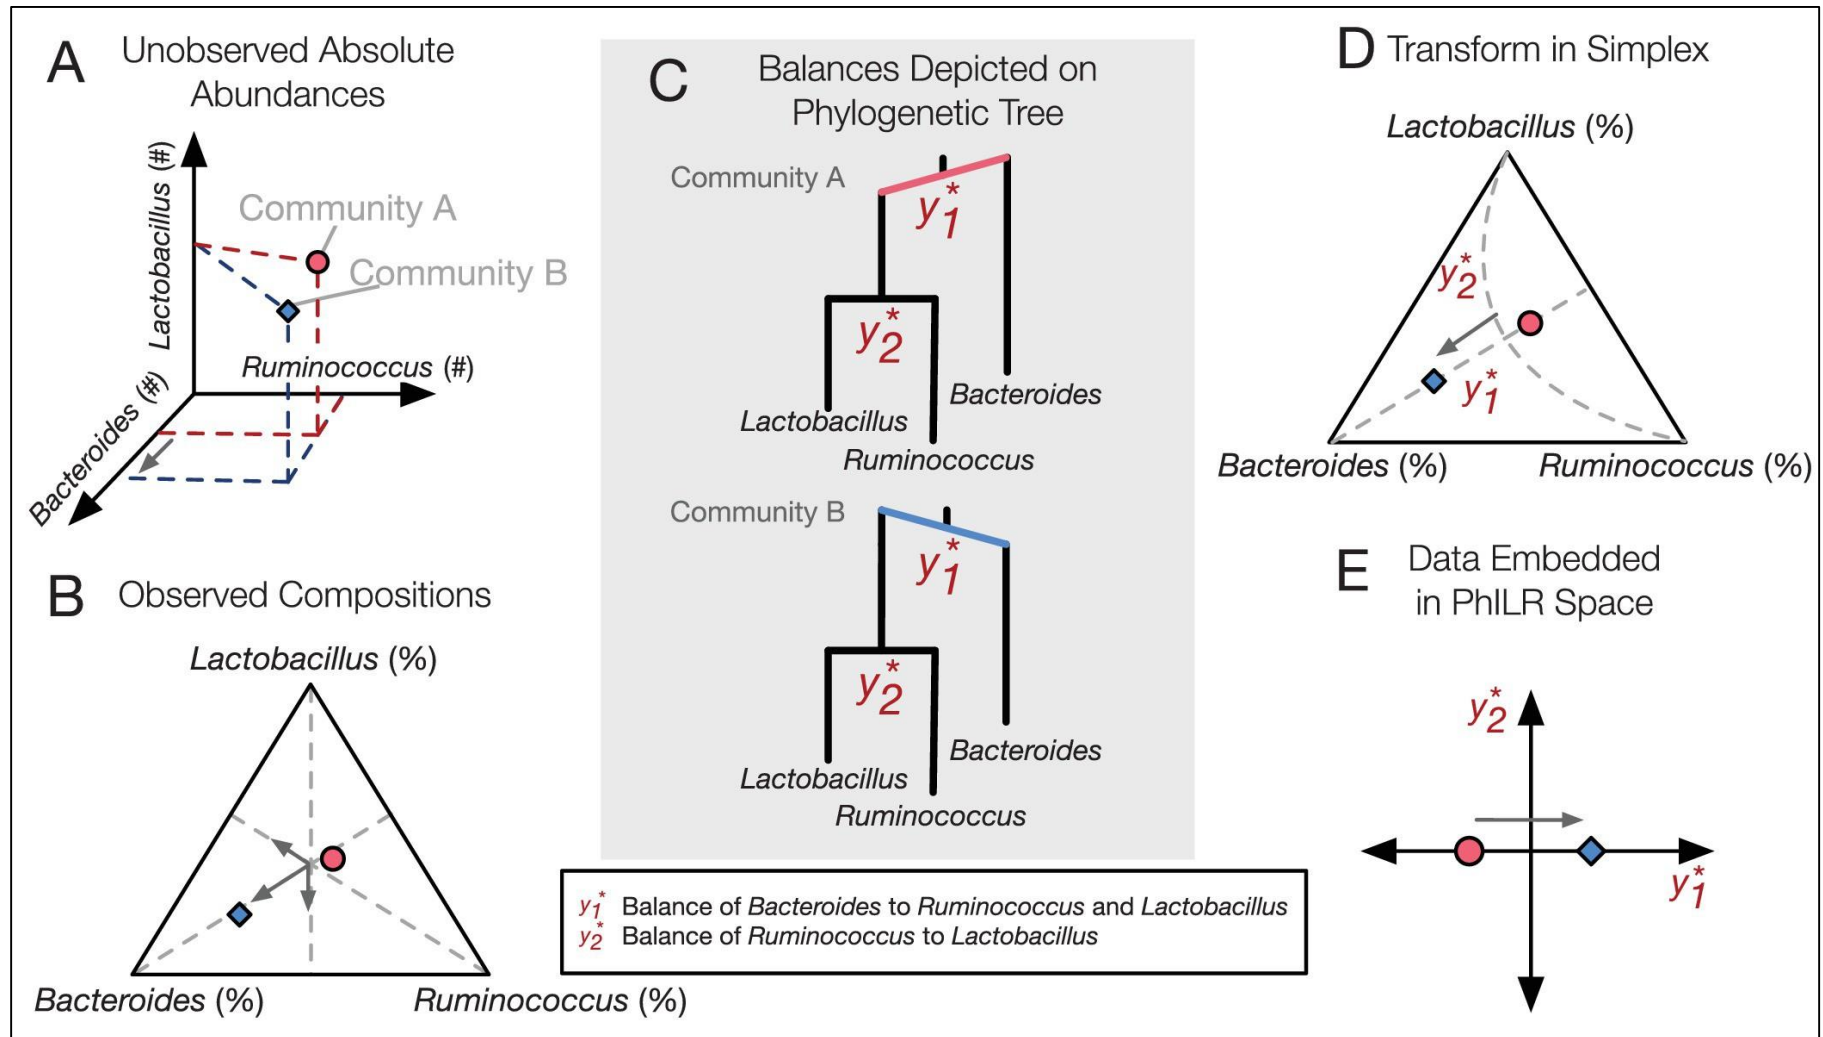 A
Unobserved Absolute
Abundances
Lactobacillus (#)
Community A
Community B
Ruminococcus (#)
Bacteroides (#)
B
Observed Compositions
Lactobacillus (%)
Bacteroides (%)
Ruminococcus (%)
C
Balances Depicted on
Phylogenetic Tree
Community A
y1*
y2*
Bacteroides
Lactobacillus
Ruminococcus
Community B
y1*
y2*
Bacteroides
Lactobacillus
Ruminococcus
y1* Balance of Bacteroides to Ruminococcus and Lactobacillus
y2* Balance of Ruminococcus to Lactobacillus
D
Transform in Simplex
Lactobacillus (%)
y2*
y1*
Bacteroides (%)
Ruminococcus (%)
E
Data Embedded
in PhILR Space
y2*
y1*